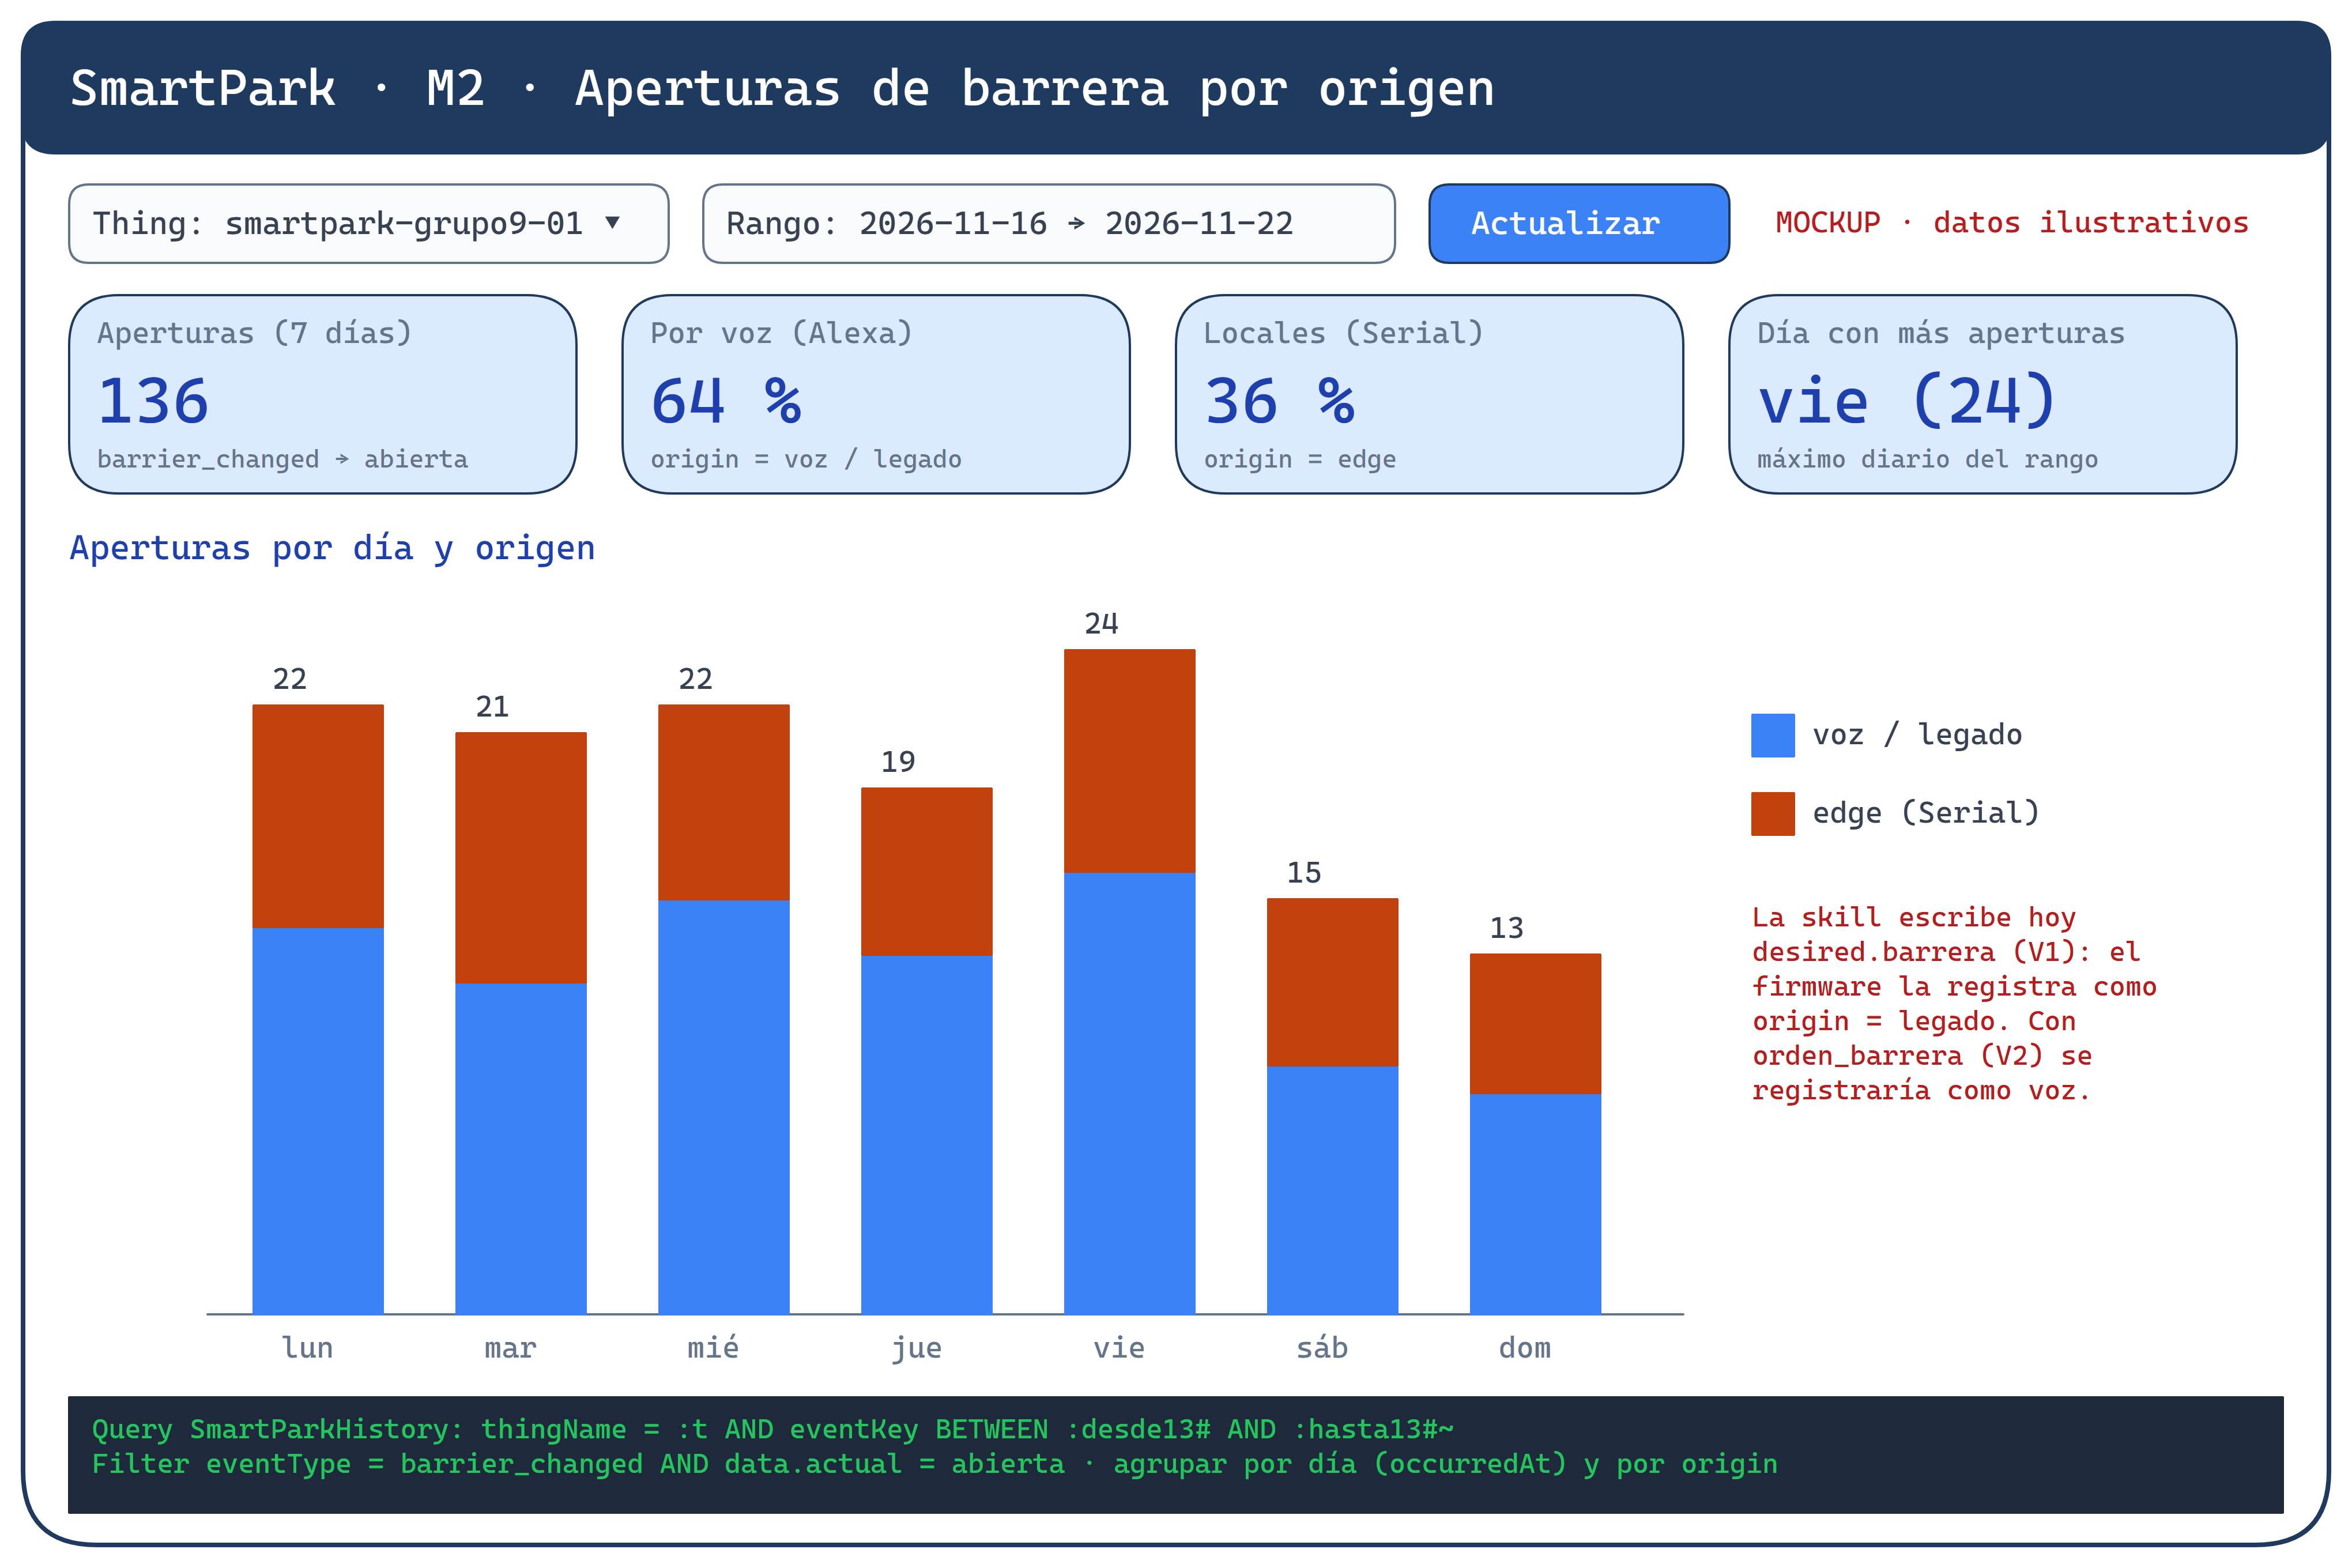 SmartPark · M2 · Aperturas de barrera por origen
Thing: smartpark-grupo9-01 ▼
Rango: 2026-11-16 → 2026-11-22
Actualizar
MOCKUP · datos ilustrativos
Aperturas (7 días)
136
barrier_changed → abierta
Por voz (Alexa)
64 %
origin = voz / legado
Locales (Serial)
36 %
origin = edge
Día con más aperturas
vie (24)
máximo diario del rango
Aperturas por día y origen
22
21
22
19
24
15
13
lun
mar
mié
jue
vie
sáb
dom
voz / legado
edge (Serial)
La skill escribe hoy
desired.barrera (V1): el
firmware la registra como
origin = legado. Con
orden_barrera (V2) se
registraría como voz.
Query SmartParkHistory: thingName = :t AND eventKey BETWEEN :desde13# AND :hasta13#~
Filter eventType = barrier_changed AND data.actual = abierta · agrupar por día (occurredAt) y por origin